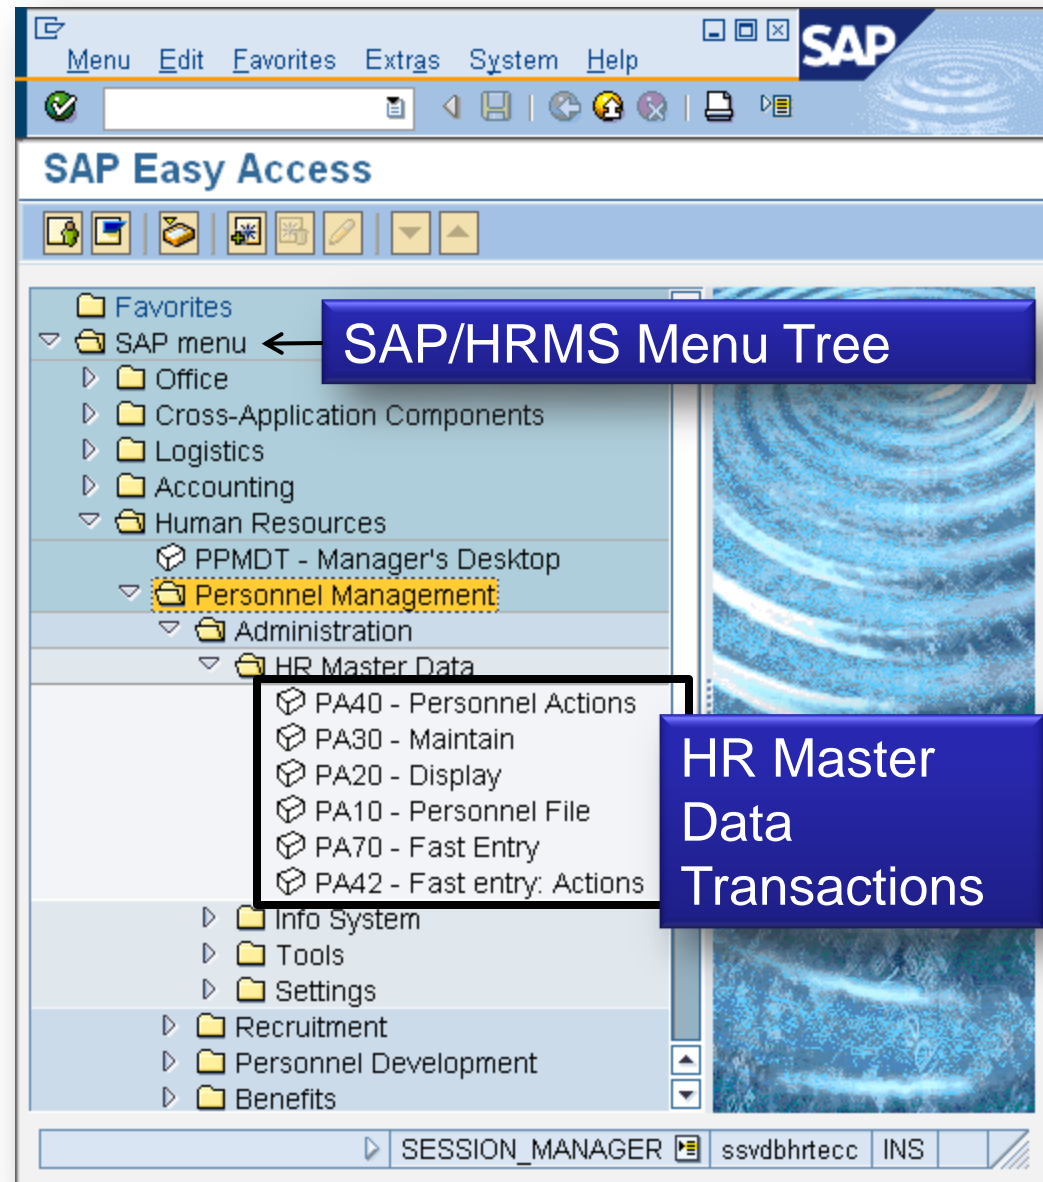 Menu Edit Favorites Extras System Help
SAP
SAP Easy Access
Favorites
SAP menu
SAP/HRMS Menu Tree
Office
Cross-Application Components
Logistics
Accounting
Human Resources
PPMDT - Manager's Desktop
Personnel Management
Administration
HR Master Data
PA40 - Personnel Actions
PA30 - Maintain
PA20 - Display
PA10 - Personnel File
PA70 - Fast Entry
PA42 - Fast entry: Actions
HR Master
Data
Transactions
Info System
Tools
Settings
Recruitment
Personnel Development
Benefits
SESSION_MANAGER ssvdbhrtecc INS